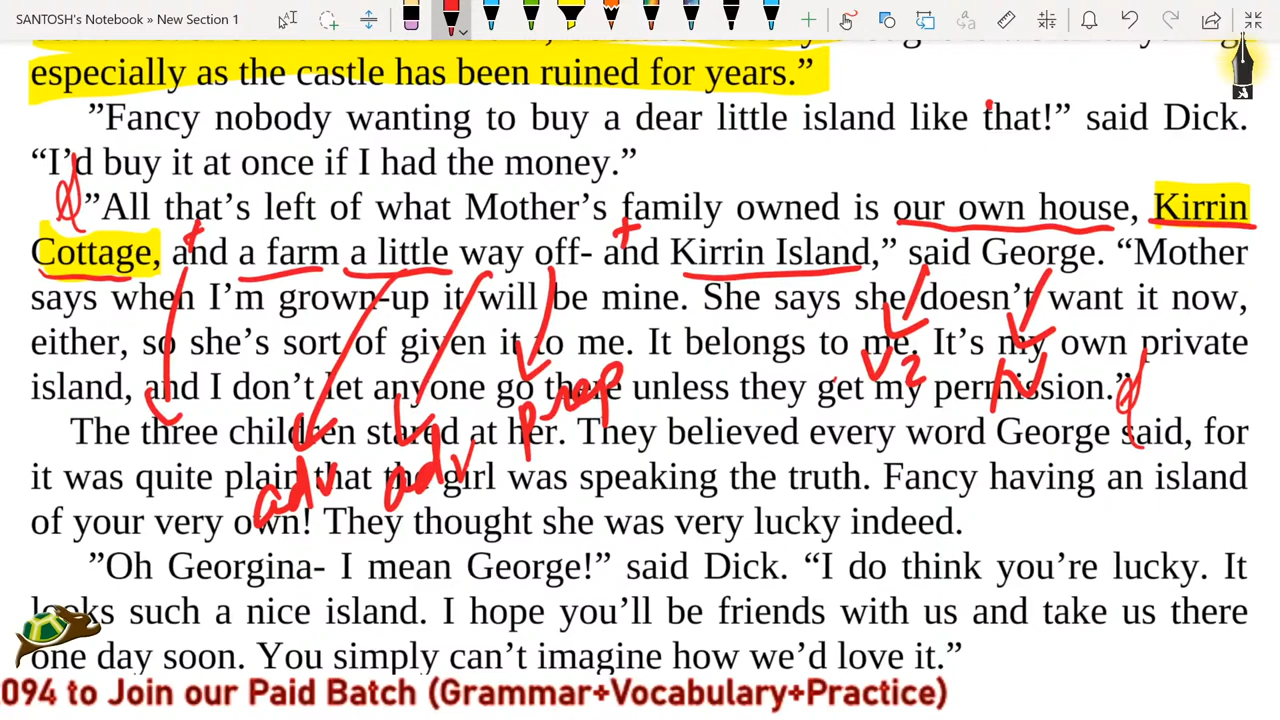 SANTOSH's Notebook » New Section 1
especially as the castle has been ruined for years.”
”Fancy nobody wanting to buy a dear little island like that!” said Dick.
“I’d buy it at once if I had the money.”
”All that’s left of what Mother’s family owned is our own house, Kirrin
Cottage, and a farm a little way off- and Kirrin Island,” said George. “Mother
says when I’m grown-up it will be mine. She says she doesn’t want it now,
either, so she’s sort of given it to me. It belongs to me. It’s my own private
island, and I don’t let anyone go there unless they get my permission.”
V2 N
prep
The three children stared at her. They believed every word George said, for
adv adv
it was quite plain that the girl was speaking the truth. Fancy having an island
of your very own! They thought she was very lucky indeed.
”Oh Georgina- I mean George!” said Dick. “I do think you’re lucky. It
looks such a nice island. I hope you’ll be friends with us and take us there
one day soon. You simply can’t imagine how we’d love it.”
094 to Join our Paid Batch (Grammar+Vocabulary+Practice)